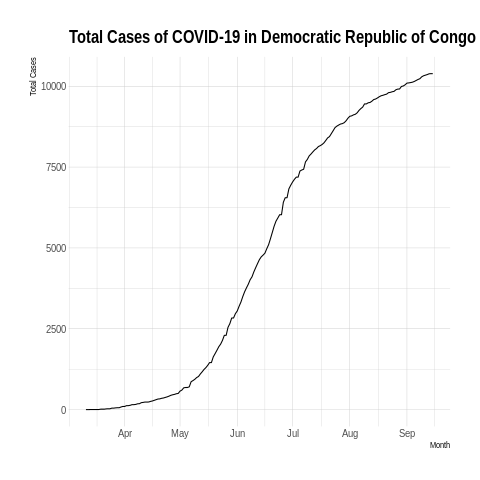 Total Cases of COVID-19 in Democratic Republic of Congo
Total Cases
10000
7500
5000
2500
0
Apr May Jun Jul Aug Sep
Month